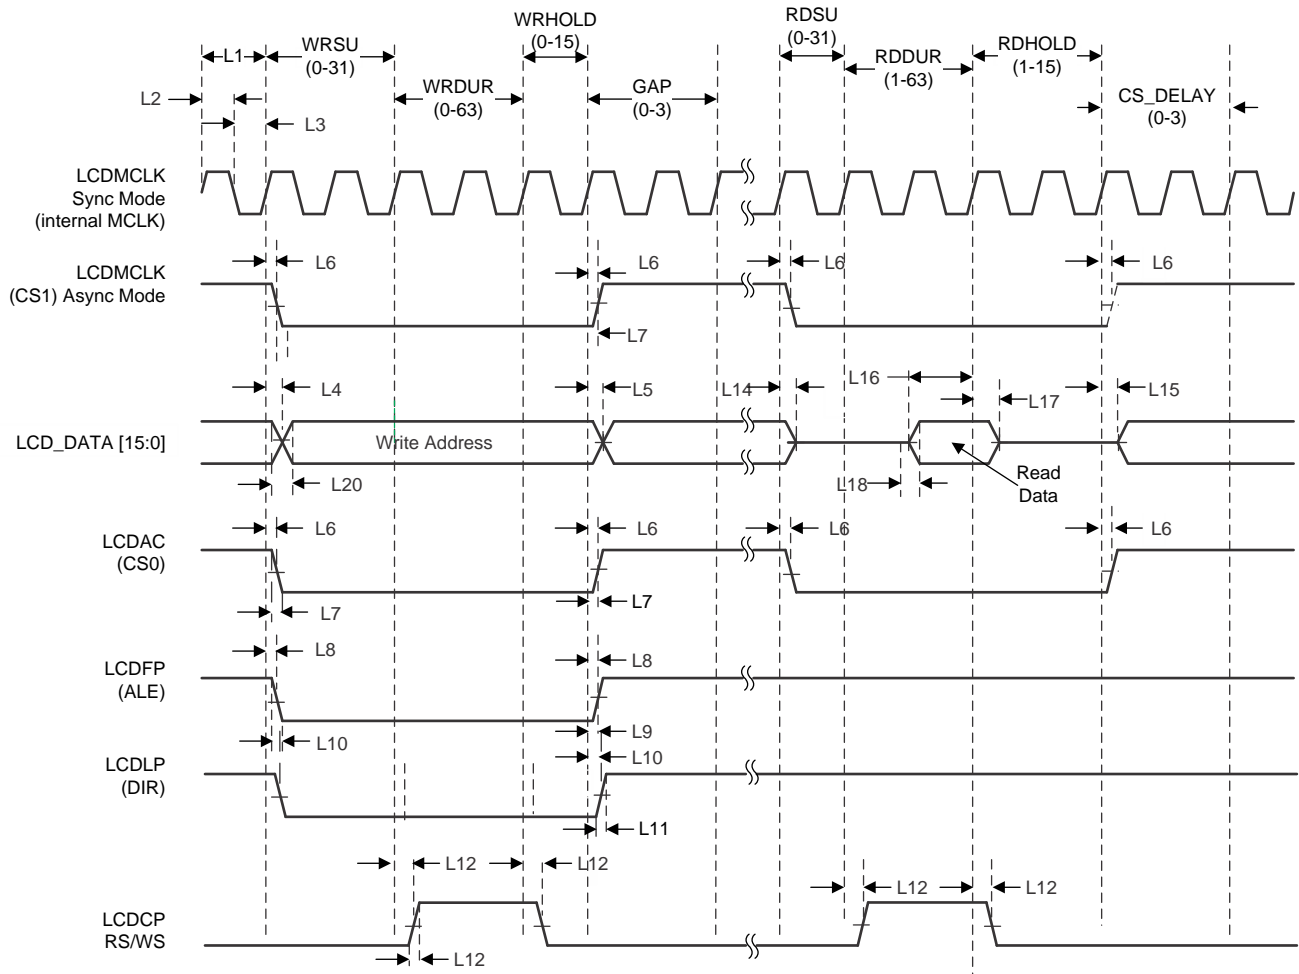 WRHOLD
(0-15)
RDSU
(0-31)
L1
WRSU
(0-31)
WRDUR
(0-63)
GAP
(0-3)
RDDUR
(1-63)
RDHOLD
(1-15)
CS_DELAY
(0-3)
L2
L3
LCDMCLK
Sync Mode
(internal MCLK)
LCDMCLK
(CS1) Async Mode
L6
L6
L6
L6
L7
L4
L5
L14
L16
L17
L15
LCD_DATA [15:0]
Write Address
Read
Data
L20
L18
LCDAC
(CS0)
L6
L6
L6
L6
L7
L7
LCDFP
(ALE)
L8
L8
L10
L9
L10
LCDLP
(DIR)
L11
L12
L12
L12
L12
LCDCP
RS/WS
L12